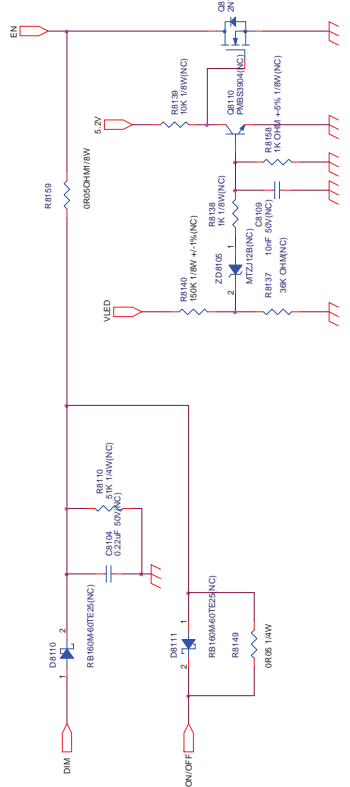 EN
Q8
2N
R8159
0R05OHM1/8W
5.2V
R8139
10K 1/8W(NC)
Q8110
PMBS3904(NC)
R8158
1K OHM +-5% 1/8W(NC)
R8138
1K 1/8W(NC)
C8109
10nF 50V(NC)
VLED
R8140
150K 1/8W +/-1%(NC)
ZD8105
1
2
MTZJ12B(NC)
R8137
36K OHM(NC)
R8110
51K 1/4W(NC)
C8104
0.22uF 50V(NC)
D8110
1
2
RB160M-60TE25(NC)
DIM
D8111
2
1
RB160M-60TE25(NC)
R8149
0R05 1/4W
ON/OFF